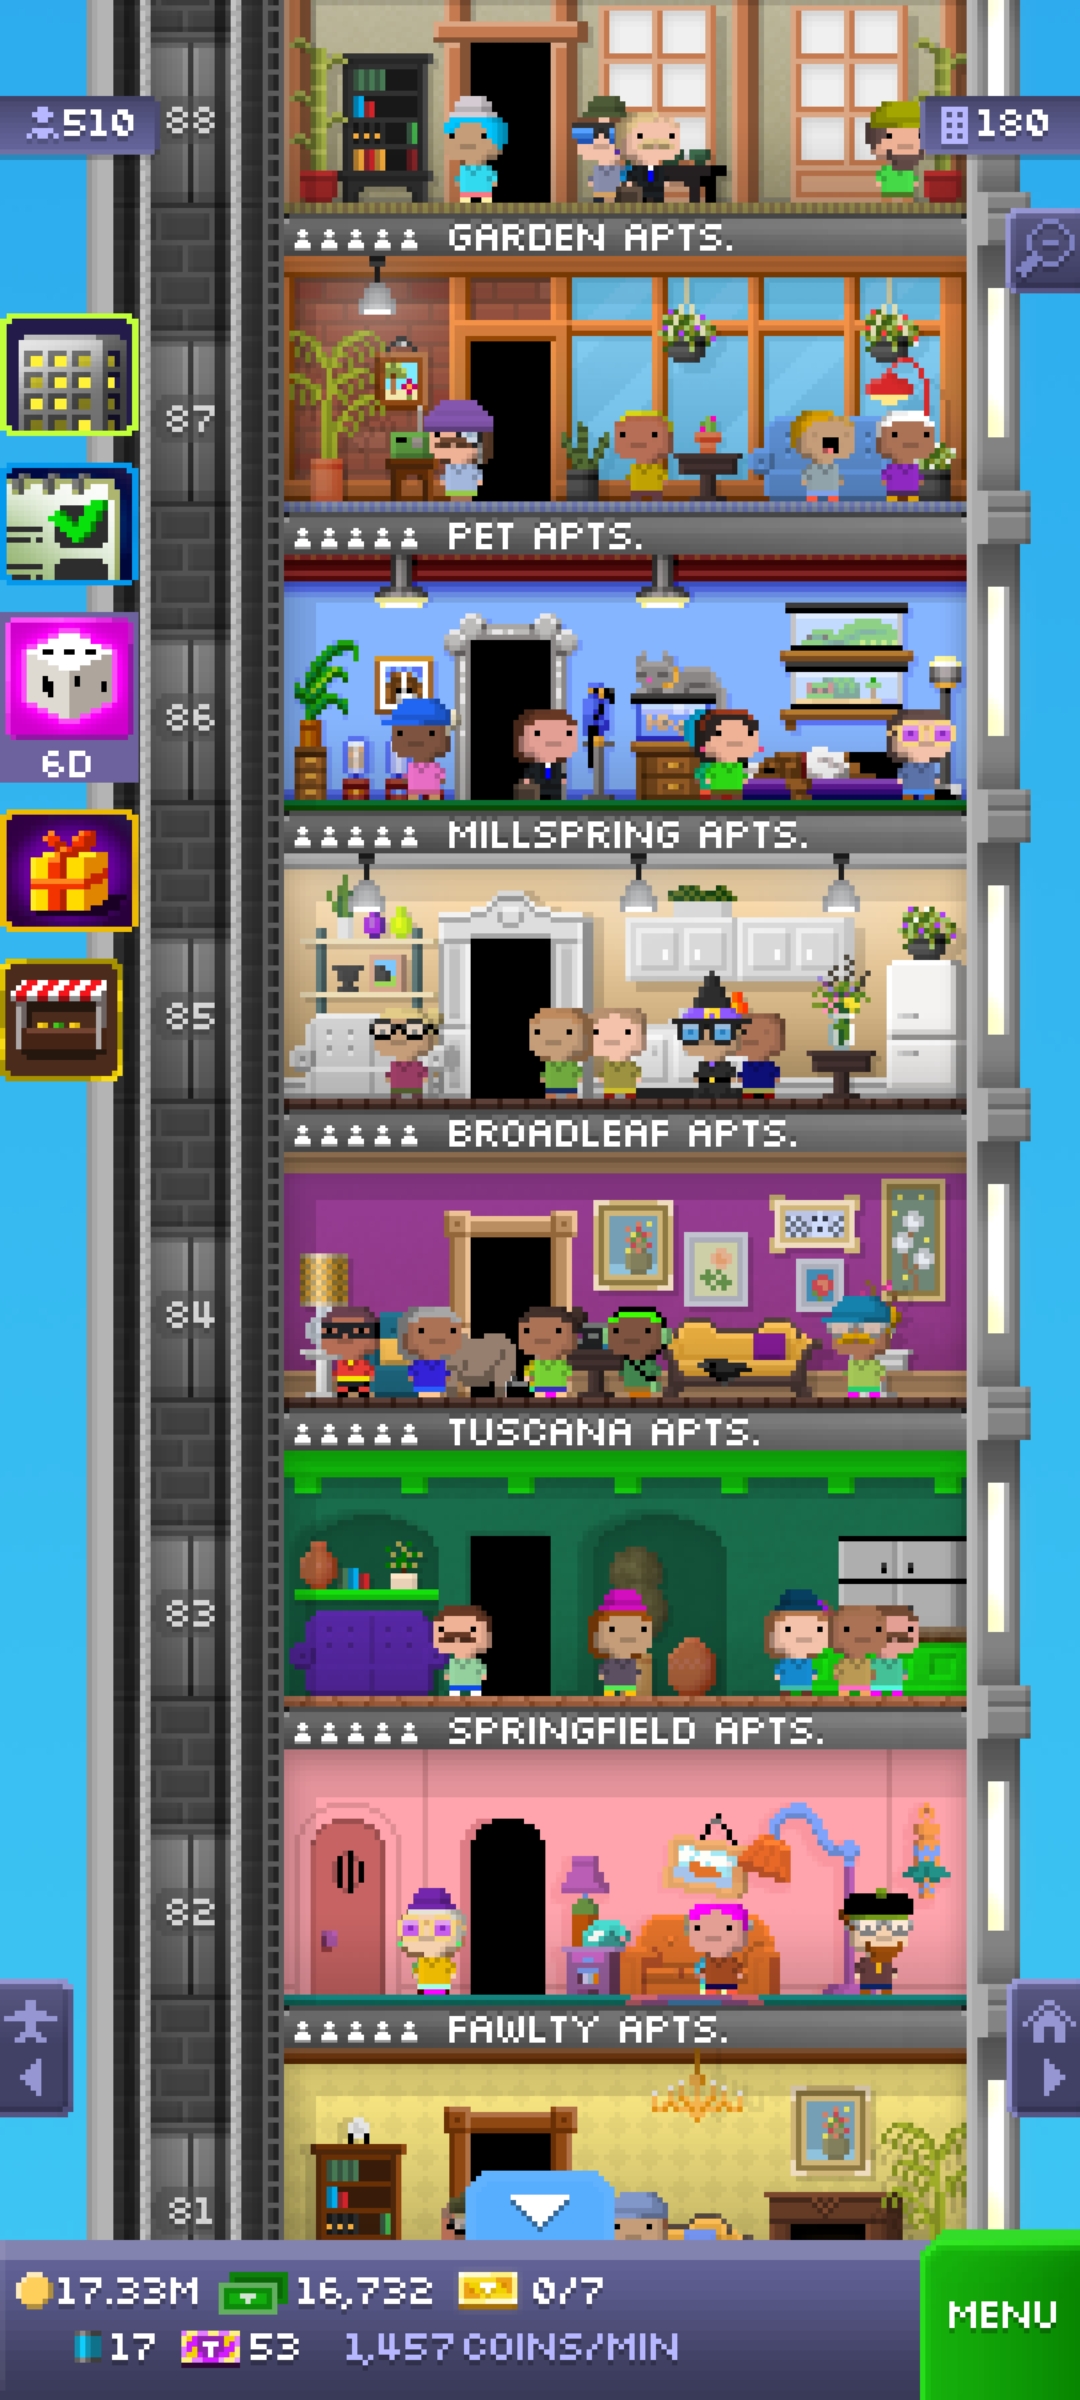 88
510
180
GARDEN APTS.
87
PET APTS.
86
6D
MILLSPRING APTS.
85
BROADLEAF APTS.
84
TUSCANA APTS.
83
SPRINGFIELD APTS.
82
FAWLTY APTS.
81
17.33M 16,732 0/7
MENU
17 53 1,457 COINS/MIN